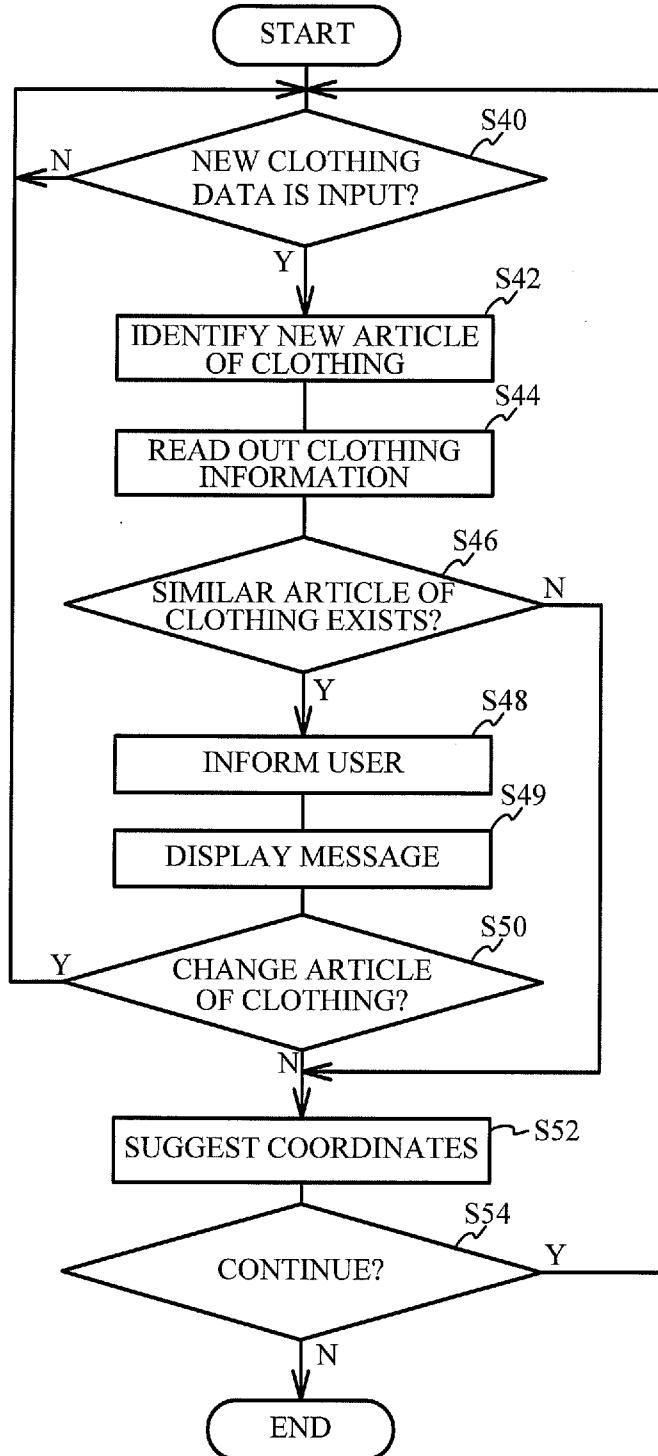 START
S40
N
NEW CLOTHING
DATA IS INPUT?
Y
S42
IDENTIFY NEW ARTICLE
OF CLOTHING
S44
READ OUT CLOTHING
INFORMATION
S46
SIMILAR ARTICLE OF
CLOTHING EXISTS?
N
Y
S48
INFORM USER
S49
DISPLAY MESSAGE
S50
Y
CHANGE ARTICLE
OF CLOTHING?
N
SUGGEST COORDINATES
S52
S54
CONTINUE?
Y
N
END